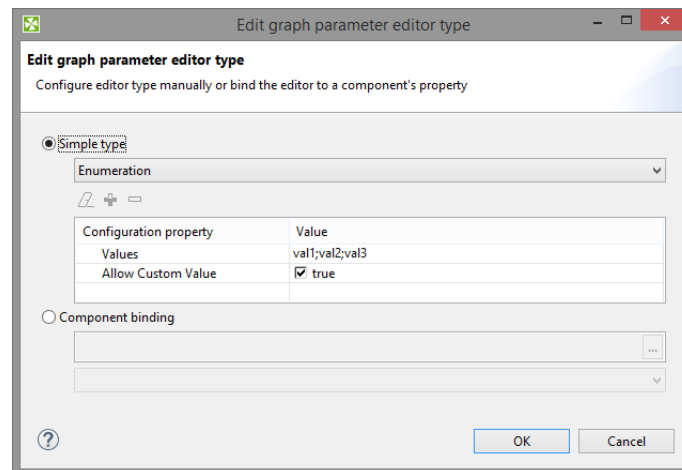 Edit graph parameter editor type
Edit graph parameter editor type
Configure editor type manually or bind the editor to a component's property
Simple type
Enumeration
Configuration property Value
Values val1;val2;val3
Allow Custom Value true
Component binding
...
OK Cancel